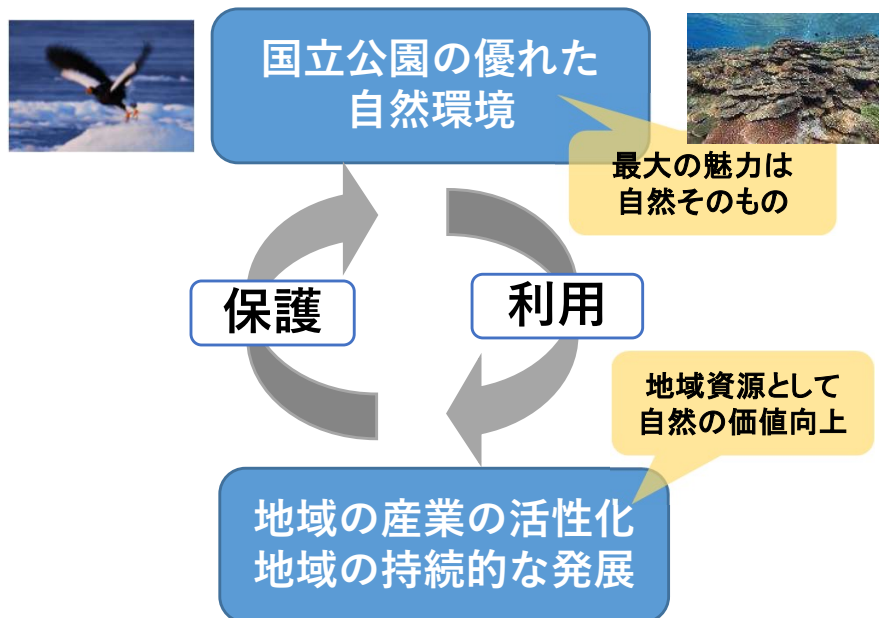 国立公園の優れた
自然環境
最大の魅力は
自然そのもの
保護
利用
地域資源として
自然の価値向上
地域の産業の活性化
地域の持続的な発展